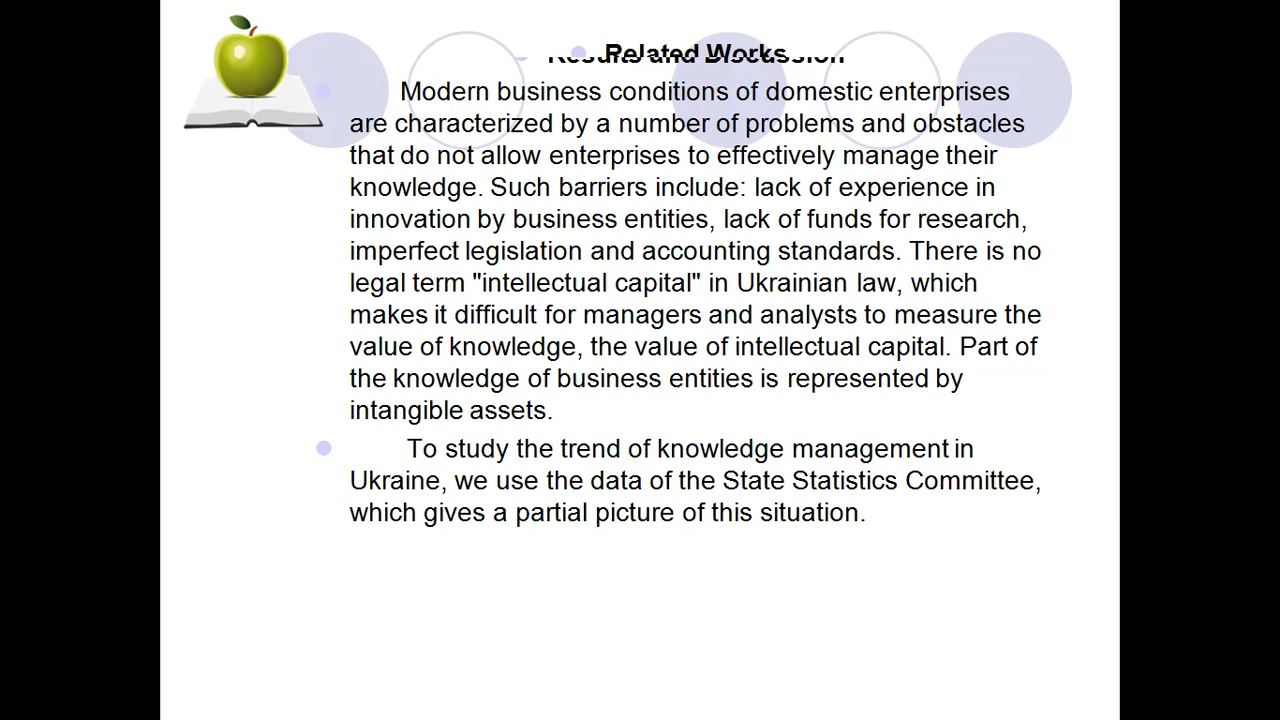 Related Works
Results and Discussion
Modern business conditions of domestic enterprises
are characterized by a number of problems and obstacles
that do not allow enterprises to effectively manage their
knowledge. Such barriers include: lack of experience in
innovation by business entities, lack of funds for research,
imperfect legislation and accounting standards. There is no
legal term "intellectual capital" in Ukrainian law, which
makes it difficult for managers and analysts to measure the
value of knowledge, the value of intellectual capital. Part of
the knowledge of business entities is represented by
intangible assets.
To study the trend of knowledge management in
Ukraine, we use the data of the State Statistics Committee,
which gives a partial picture of this situation.